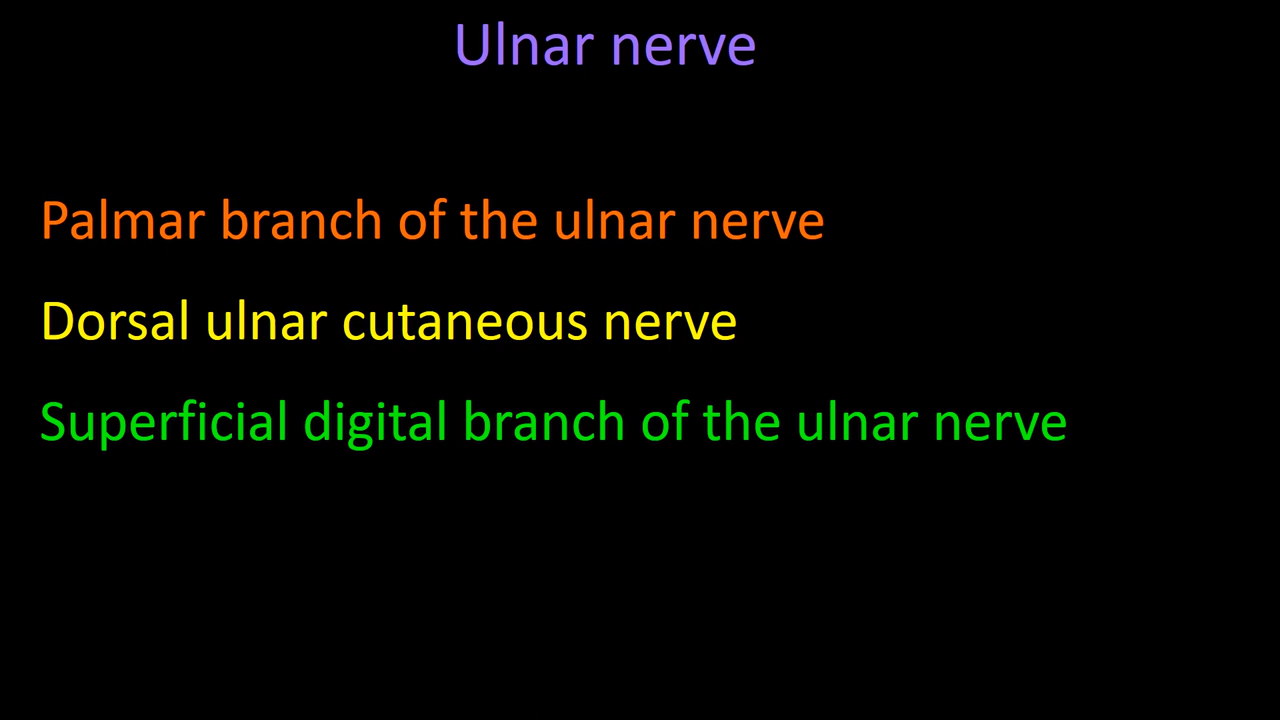 Ulnar nerve
Palmar branch of the ulnar nerve
Dorsal ulnar cutaneous nerve
Superficial digital branch of the ulnar nerve